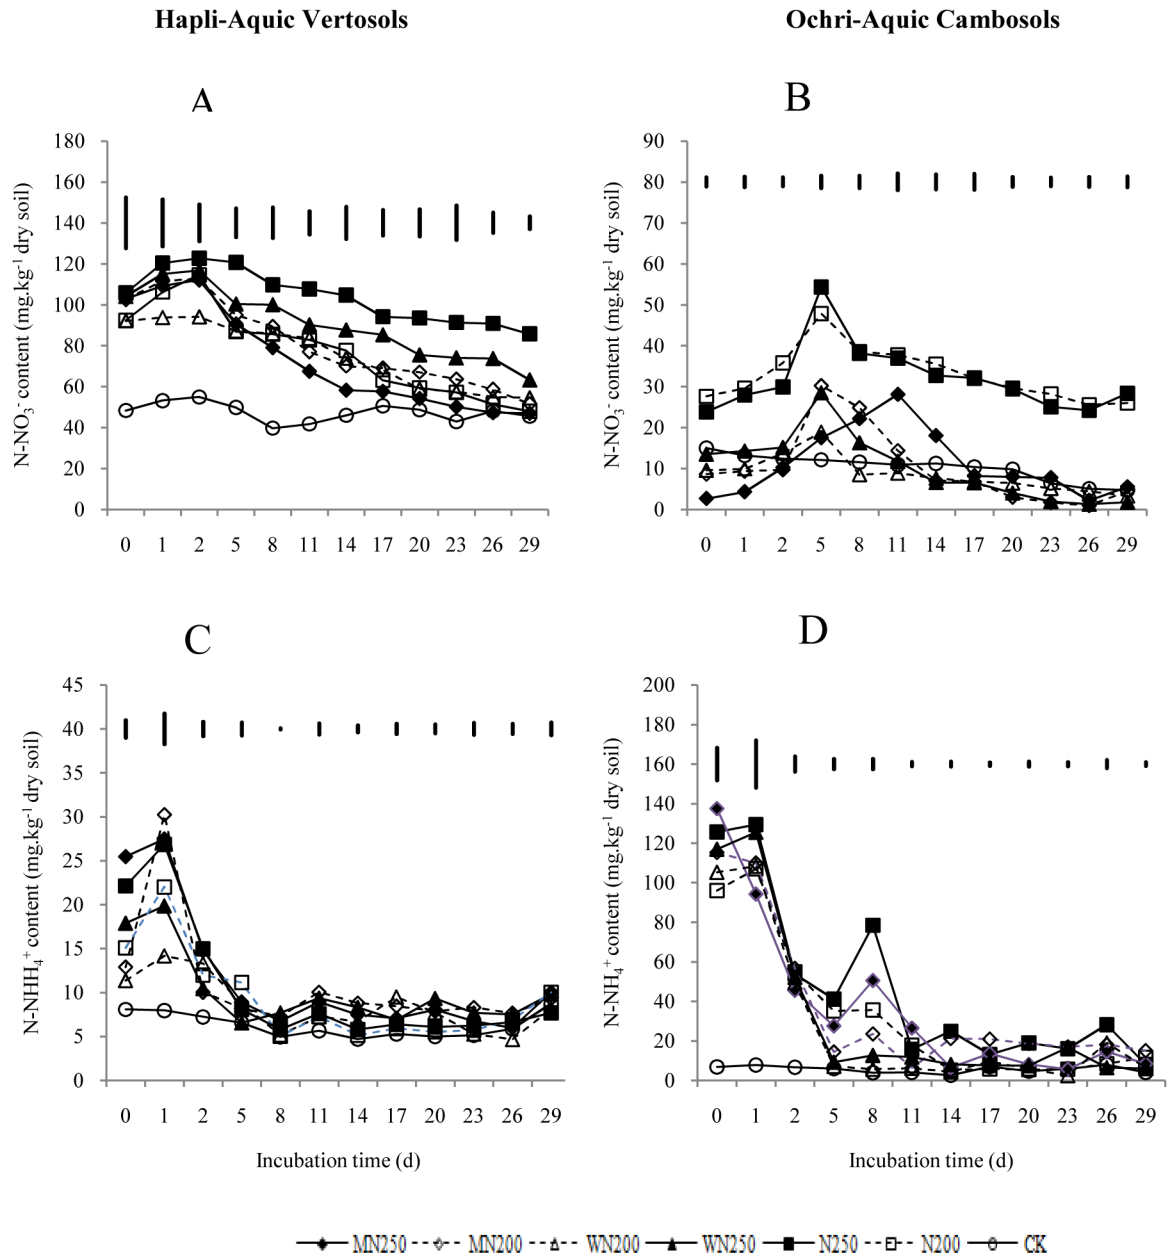 Hapli-Aquic Vertosols
Ochri-Aquic Cambosols
A
N-NO3- content (mg.kg-1 dry soil)
180
160
140
120
100
80
60
40
20
0
0 1 2 5 8 11 14 17 20 23 26 29
B
N-NO3- content (mg.kg-1 dry soil)
90
80
70
60
50
40
30
20
10
0
0 1 2 5 8 11 14 17 20 23 26 29
C
N-NHH4+ content (mg.kg-1 dry soil)
45
40
35
30
25
20
15
10
5
0
0 1 2 5 8 11 14 17 20 23 26 29
Incubation time (d)
D
N-NH4+ content (mg.kg-1 dry soil)
200
180
160
140
120
100
80
60
40
20
0
0 1 2 5 8 11 14 17 20 23 26 29
Incubation time (d)
MN250 MN200 WN200 WN250 N250 N200 CK